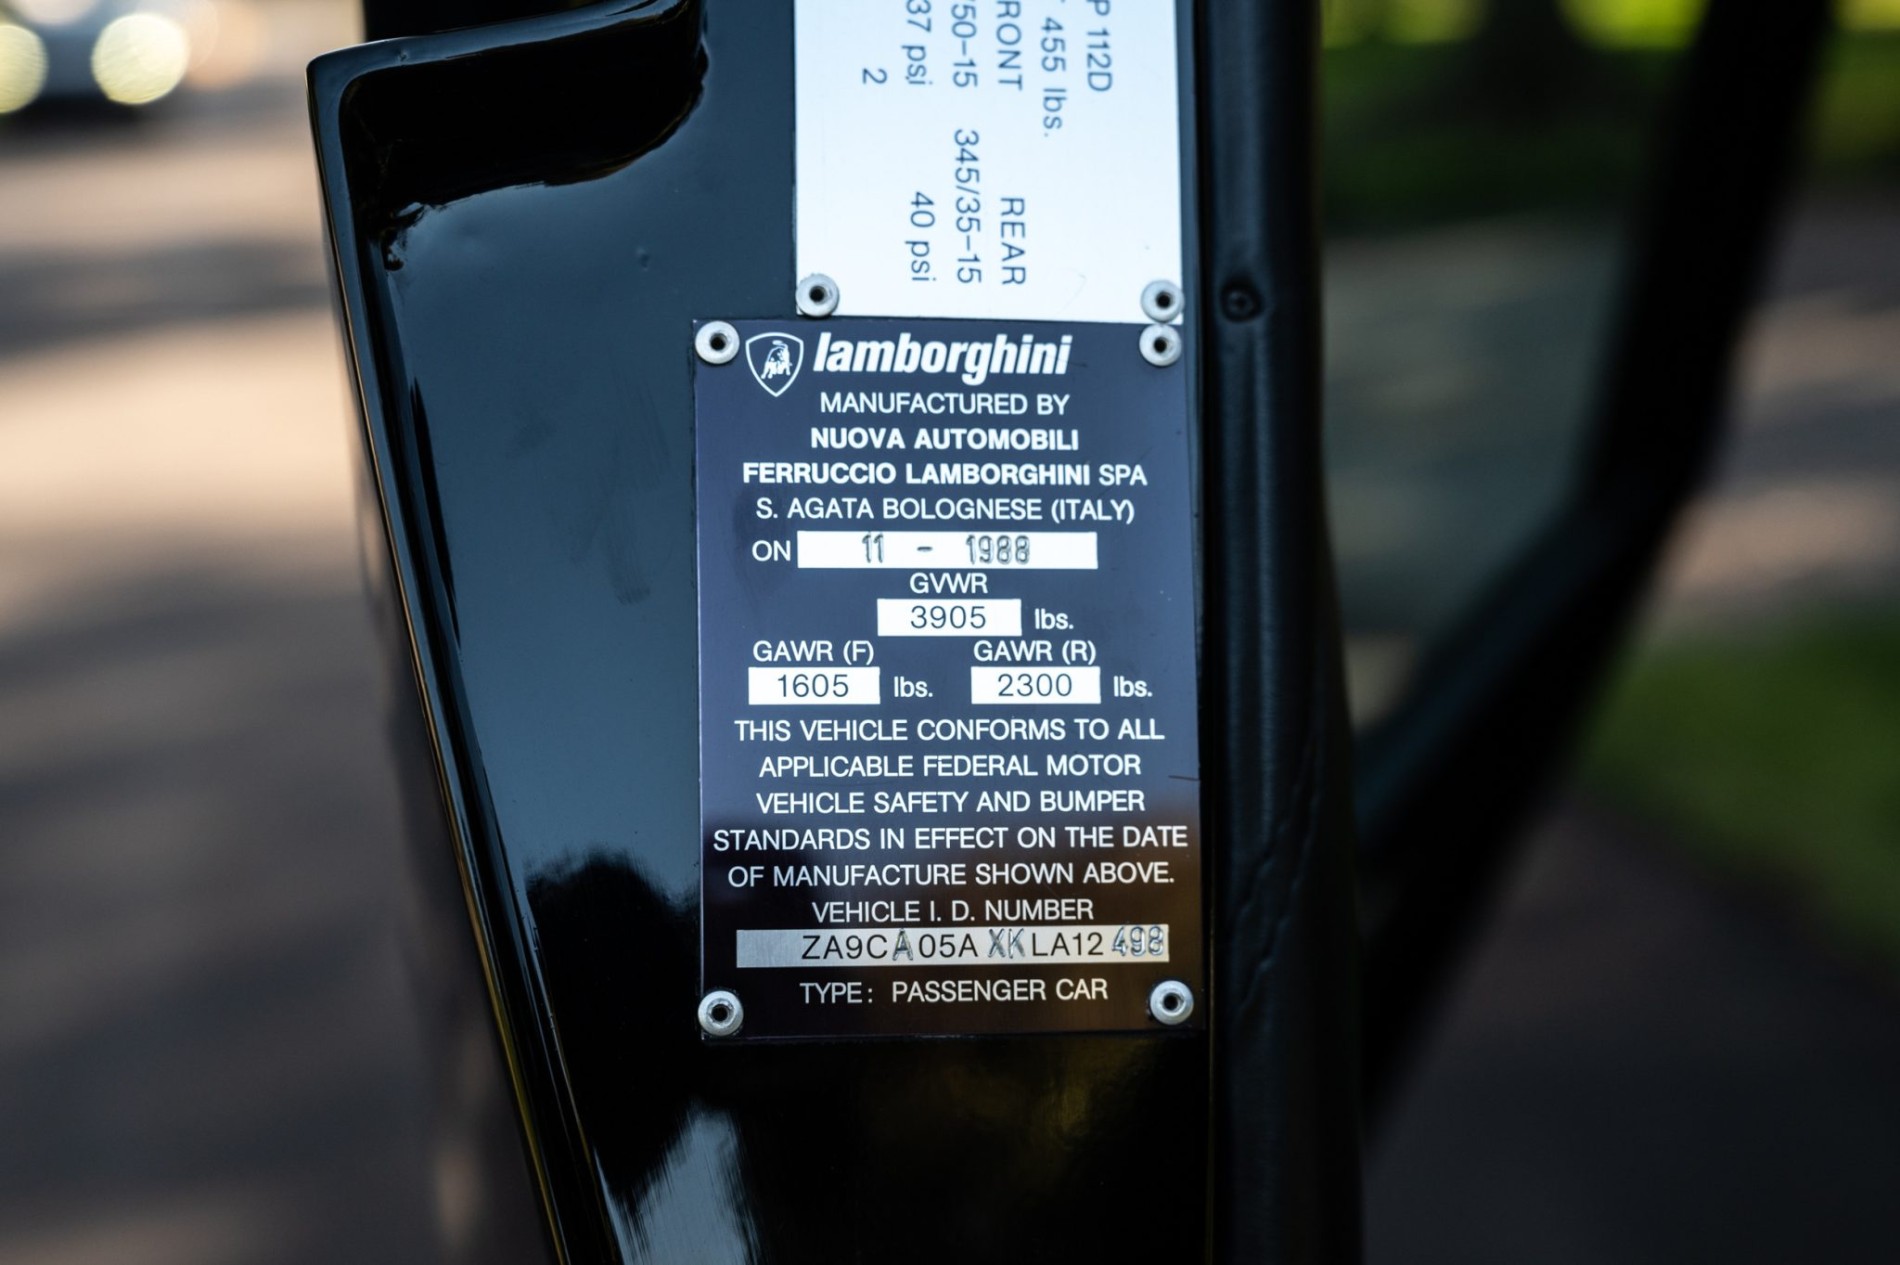 P 112D
455 lbs.
RONT REAR
50-15 345/35-15
37 psi 40 psi
2
lamborghini
MANUFACTURED BY
NUOVA AUTOMOBILI
FERRUCCIO LAMBORGHINI SPA
S. AGATA BOLOGNESE (ITALY)
ON 11 - 1988
GVWR
3905 lbs.
GAWR (F) GAWR (R)
1605 lbs. 2300 lbs.
THIS VEHICLE CONFORMS TO ALL
APPLICABLE FEDERAL MOTOR
VEHICLE SAFETY AND BUMPER
STANDARDS IN EFFECT ON THE DATE
OF MANUFACTURE SHOWN ABOVE.
VEHICLE I. D. NUMBER
ZA9CA05AXKLA12498
TYPE: PASSENGER CAR